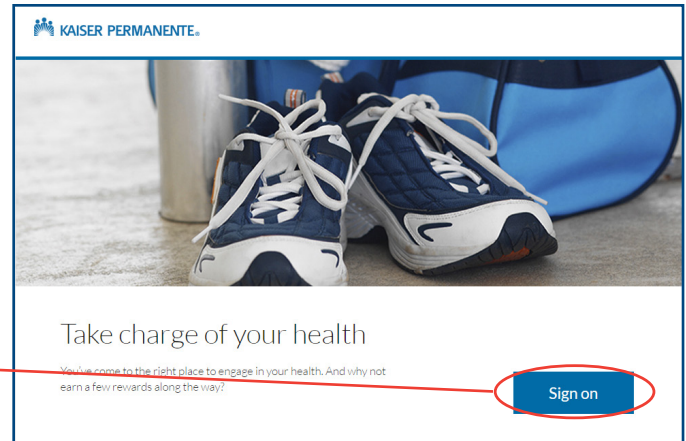 KAISER PERMANENTE®
Take charge of your health
You've come to the right place to engage in your health. And why not
earn a few rewards along the way?
Sign on